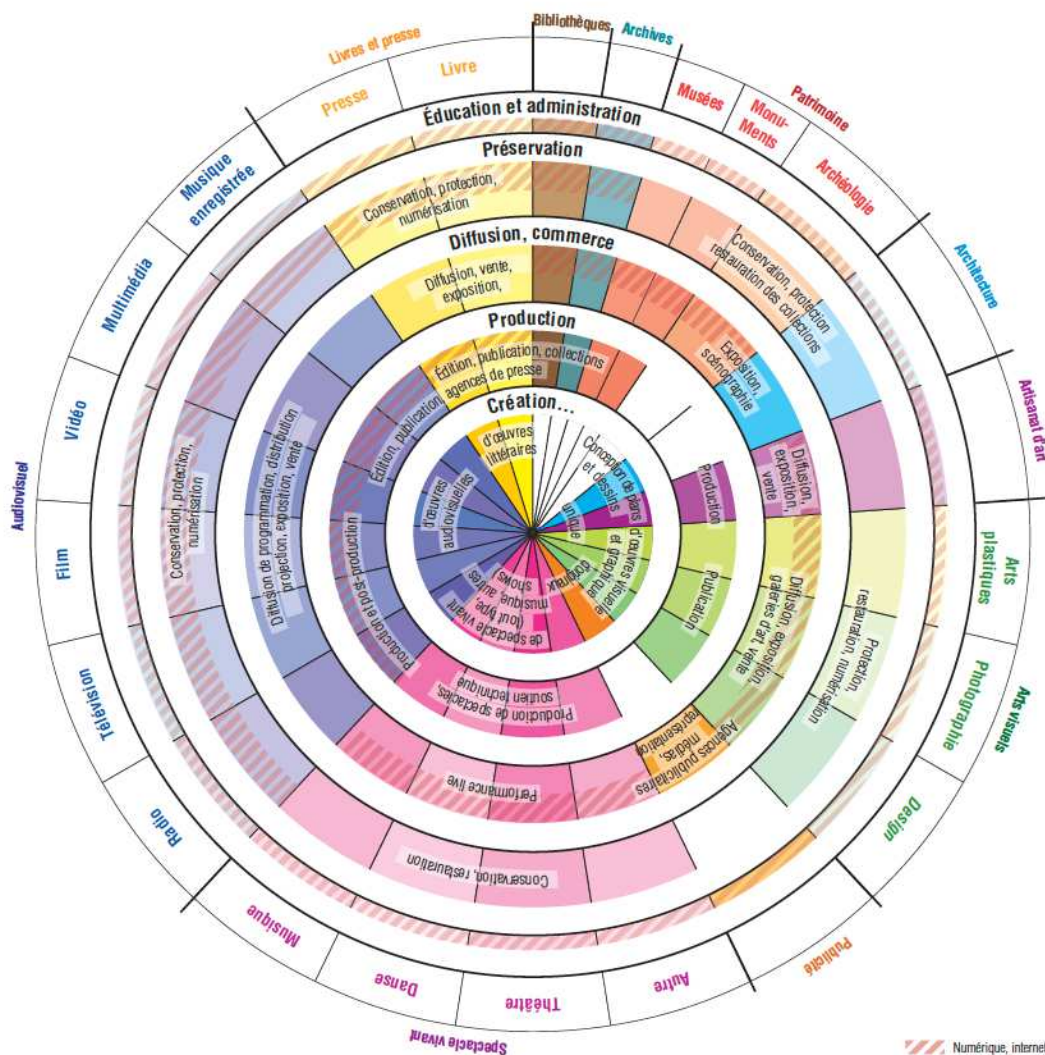 Bibliothèques
Archives
Livres et presse
Livre
Presse
Musées
Monu-
Ments
Patrimoine
Archéologie
Architecture
Artisanat d'art
Arts
plastiques
Photographie
Arts visuels
Design
Publicité
Autre
Théâtre
Danse
Musique
Spectacle vivant
Radio
Télévision
Film
Vidéo
Audiovisuel
Multimédia
Musique
enregistrée
Éducation et administration
Préservation
Conservation, protection,
numérisation
Conservation, protection
restauration des collections
Protection,
restauration, numérisation
Conservation, restauration
Conservation, protection,
numérisation
Diffusion, commerce
Diffusion, vente,
exposition,
Exposition,
scénographie
Diffusion,
exposition,
vente
Diffusion, exposition,
galeries d'art, vente
Agences publicitaires
médias,
représentation
Performance live
Diffusion de programmation, distribution
projection, exposition, vente
Production
Édition, publication, collections
agences de presse
Production
Publication
Production de spectacles,
soutien technique
Production et post-production
Édition, publication,
Création...
d'œuvres
littéraires
Conception de plans
et dessins
unique
d'œuvres visuelle
et graphique
originaux
de spectacle vivant
(tout type,
musique, autres
shows
d'œuvres
audiovisuelles
Numérique, internet